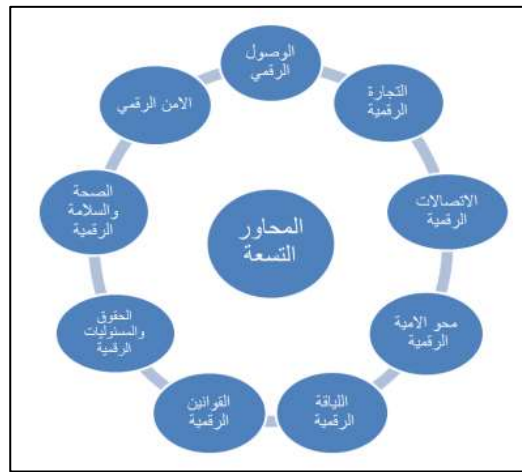 الوصول
الرقمي
التجارة
الرقمية
الاتصالات
الرقمية
محو الامية
الرقمية
اللياقة
الرقمية
القوانين
الرقمية
الحقوق
والمسئوليات
الرقمية
الصحة
والسلامة
الرقمية
الامن الرقمي
المحاور
التسعة